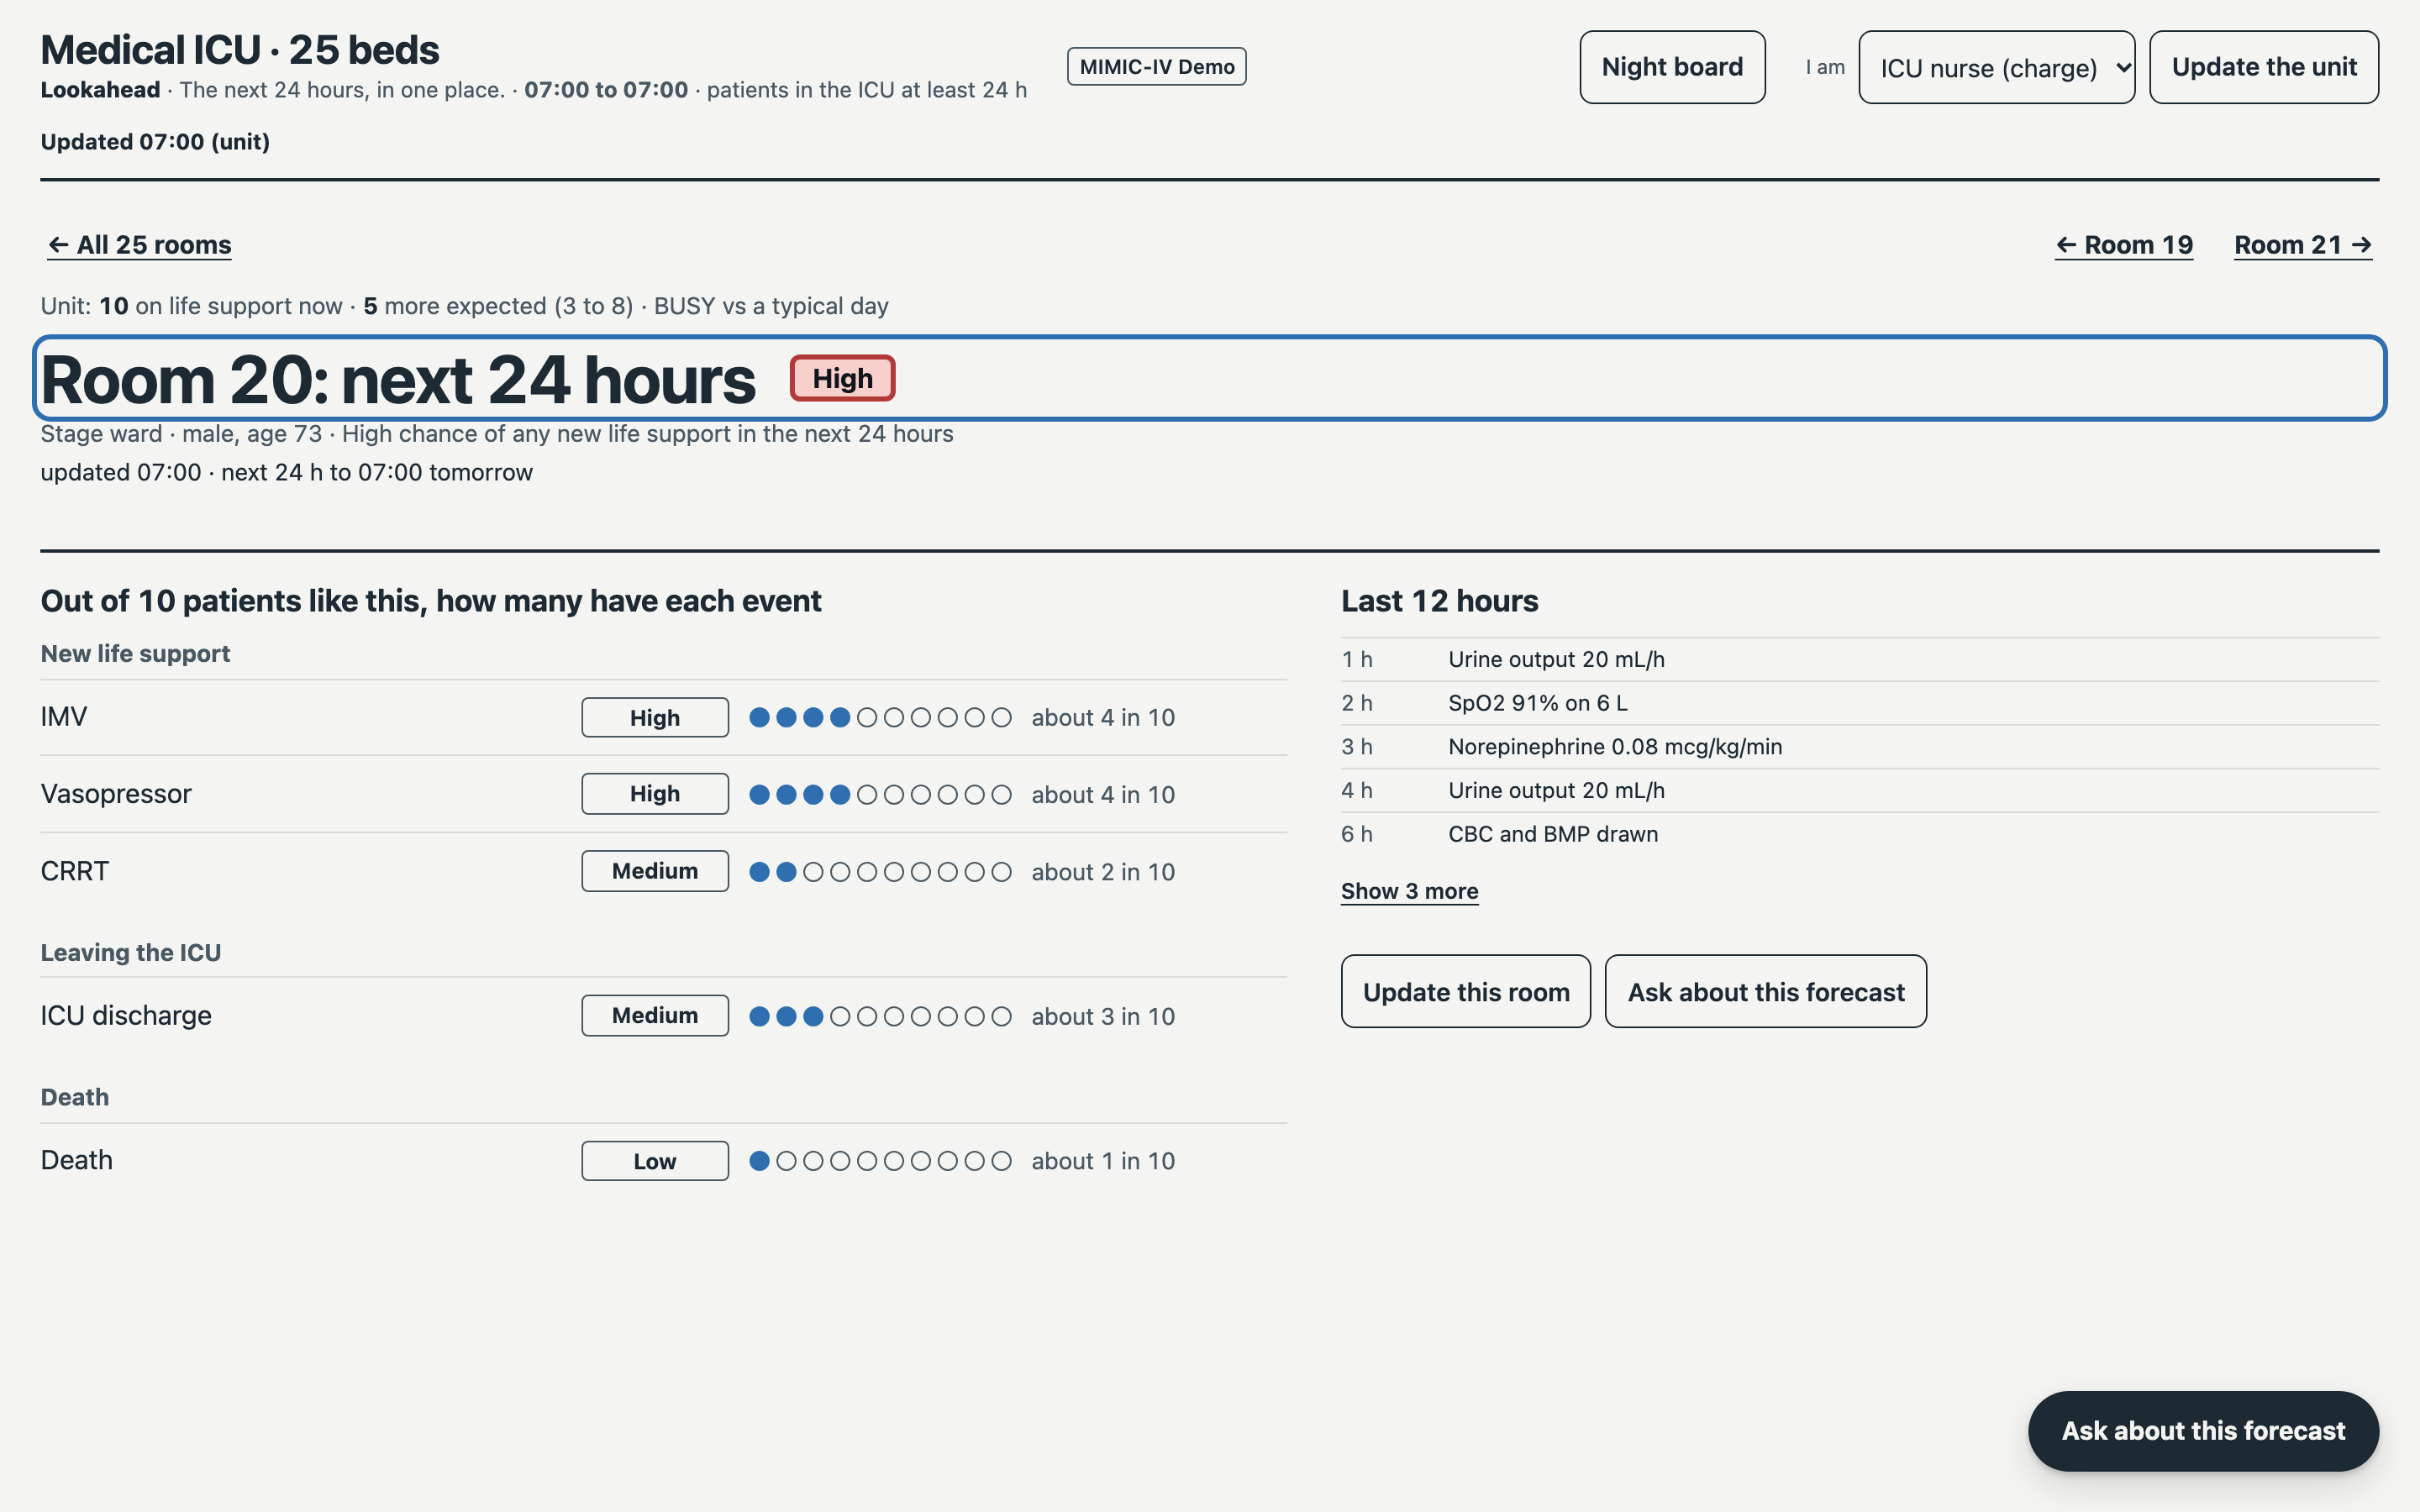 Medical ICU · 25 beds
Lookahead · The next 24 hours, in one place. · 07:00 to 07:00 · patients in the ICU at least 24 h
MIMIC-IV Demo
Night board
I am
ICU nurse (charge)
Update the unit
Updated 07:00 (unit)
← All 25 rooms
← Room 19
Room 21 →
Unit: 10 on life support now · 5 more expected (3 to 8) · BUSY vs a typical day
Room 20: next 24 hours
High
Stage ward · male, age 73 · High chance of any new life support in the next 24 hours
updated 07:00 · next 24 h to 07:00 tomorrow
Out of 10 patients like this, how many have each event
New life support
IMV High about 4 in 10
Vasopressor High about 4 in 10
CRRT Medium about 2 in 10
Leaving the ICU
ICU discharge Medium about 3 in 10
Death
Death Low about 1 in 10
Last 12 hours
1 h Urine output 20 mL/h
2 h SpO2 91% on 6 L
3 h Norepinephrine 0.08 mcg/kg/min
4 h Urine output 20 mL/h
6 h CBC and BMP drawn
Show 3 more
Update this room
Ask about this forecast
Ask about this forecast